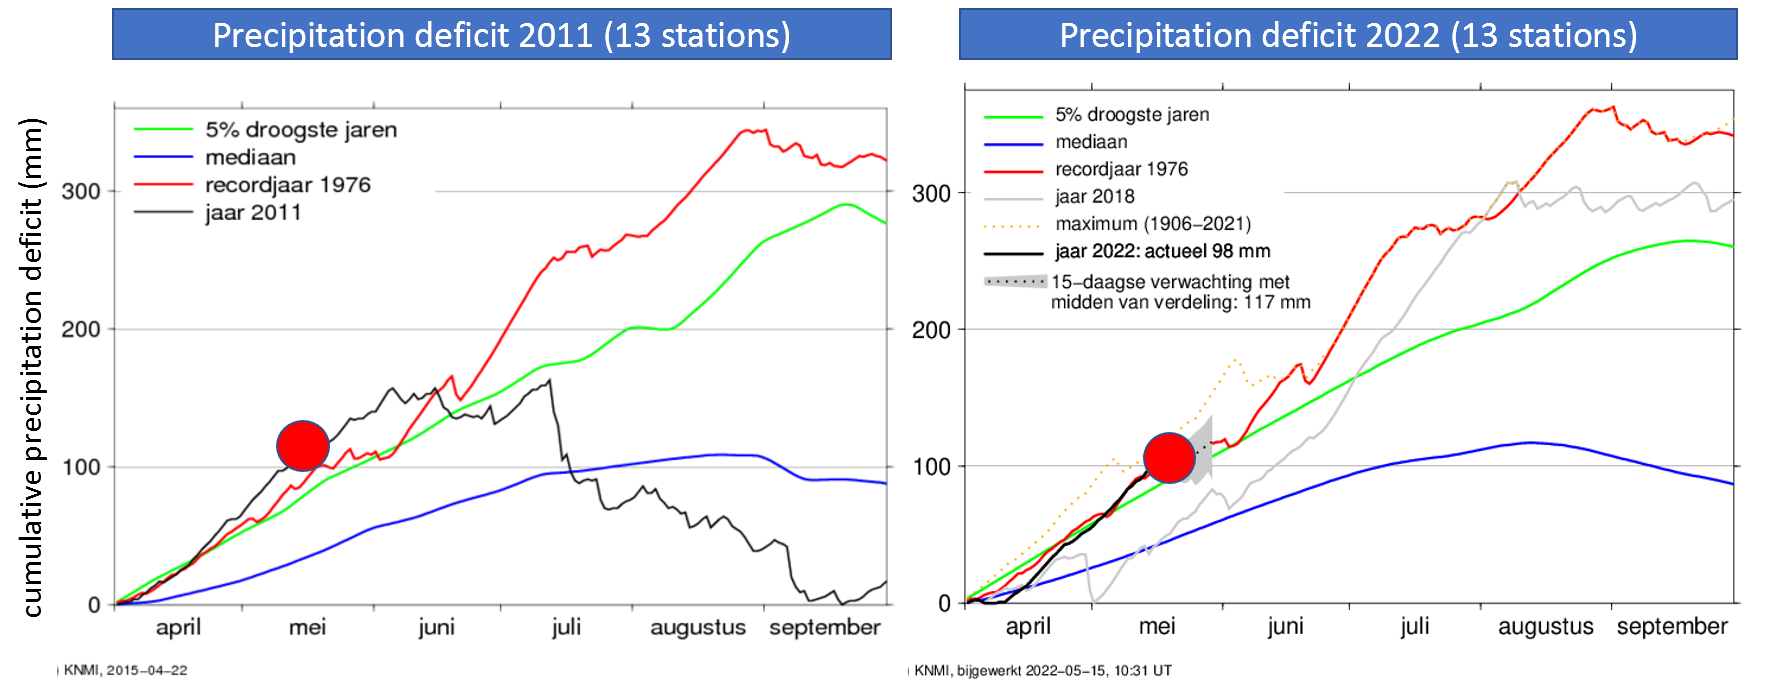 Precipitation deficit 2011 (13 stations)
cumulative precipitation deficit (mm)
5% droogste jaren
mediaan
recordjaar 1976
jaar 2011
300
200
100
0
april mei juni juli augustus september
) KNMI, 2015–04–22
Precipitation deficit 2022 (13 stations)
5% droogste jaren
mediaan
recordjaar 1976
jaar 2018
maximum (1906–2021)
jaar 2022: actueel 98 mm
15–daagse verwachting met
midden van verdeling: 117 mm
300
200
100
0
april mei juni juli augustus september
) KNMI, bijgewerkt 2022–05–15, 10:31 UT